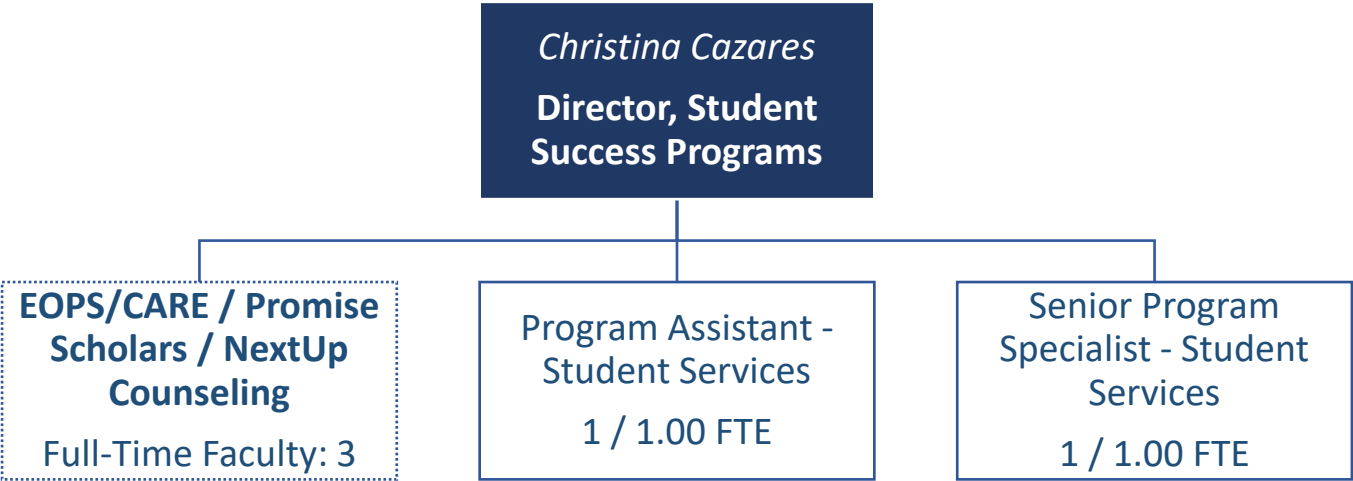 Christina Cazares
Director, Student
Success Programs
EOPS/CARE / Promise
Scholars / NextUp
Counseling
Full-Time Faculty: 3
Program Assistant -
Student Services
1 / 1.00 FTE
Senior Program
Specialist - Student
Services
1 / 1.00 FTE